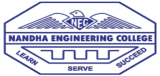 NEC
NANDHA ENGINEERING COLLEGE
LEARN
SERVE
SUCCEED